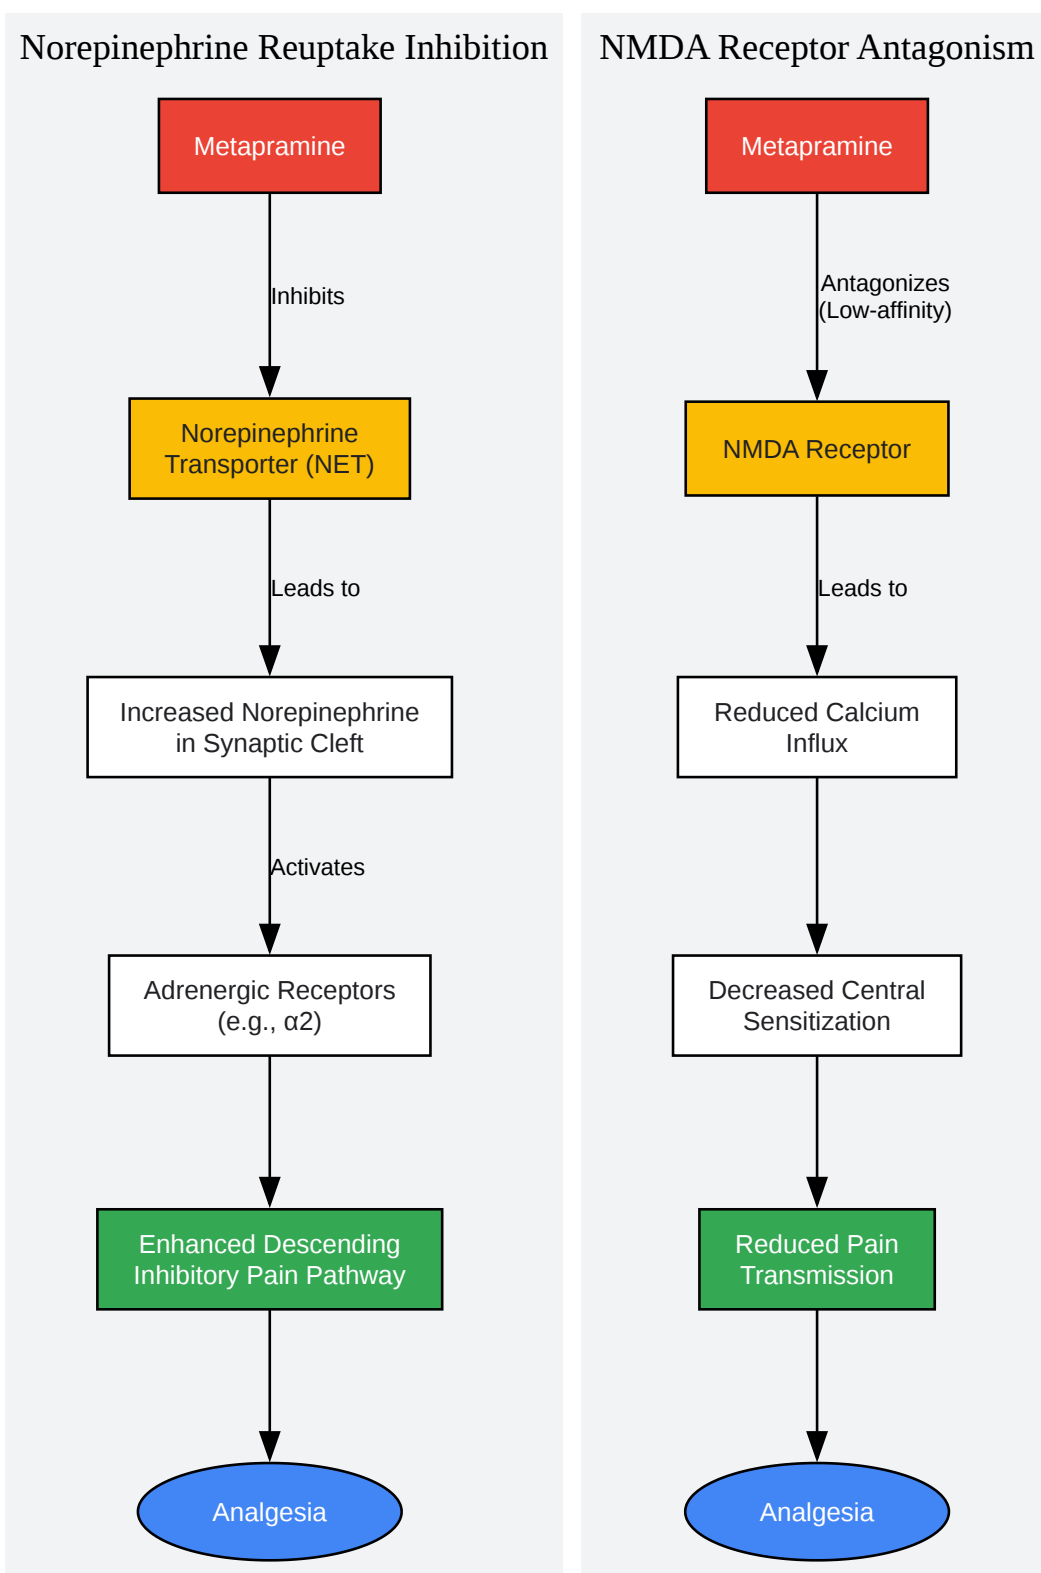 Norepinephrine Reuptake Inhibition
Metapramine
Inhibits
Norepinephrine
Transporter (NET)
Leads to
Increased Norepinephrine
in Synaptic Cleft
Activates
Adrenergic Receptors
(e.g., α2)
Enhanced Descending
Inhibitory Pain Pathway
Analgesia
NMDA Receptor Antagonism
Metapramine
Antagonizes
(Low-affinity)
NMDA Receptor
Leads to
Reduced Calcium
Influx
Decreased Central
Sensitization
Reduced Pain
Transmission
Analgesia